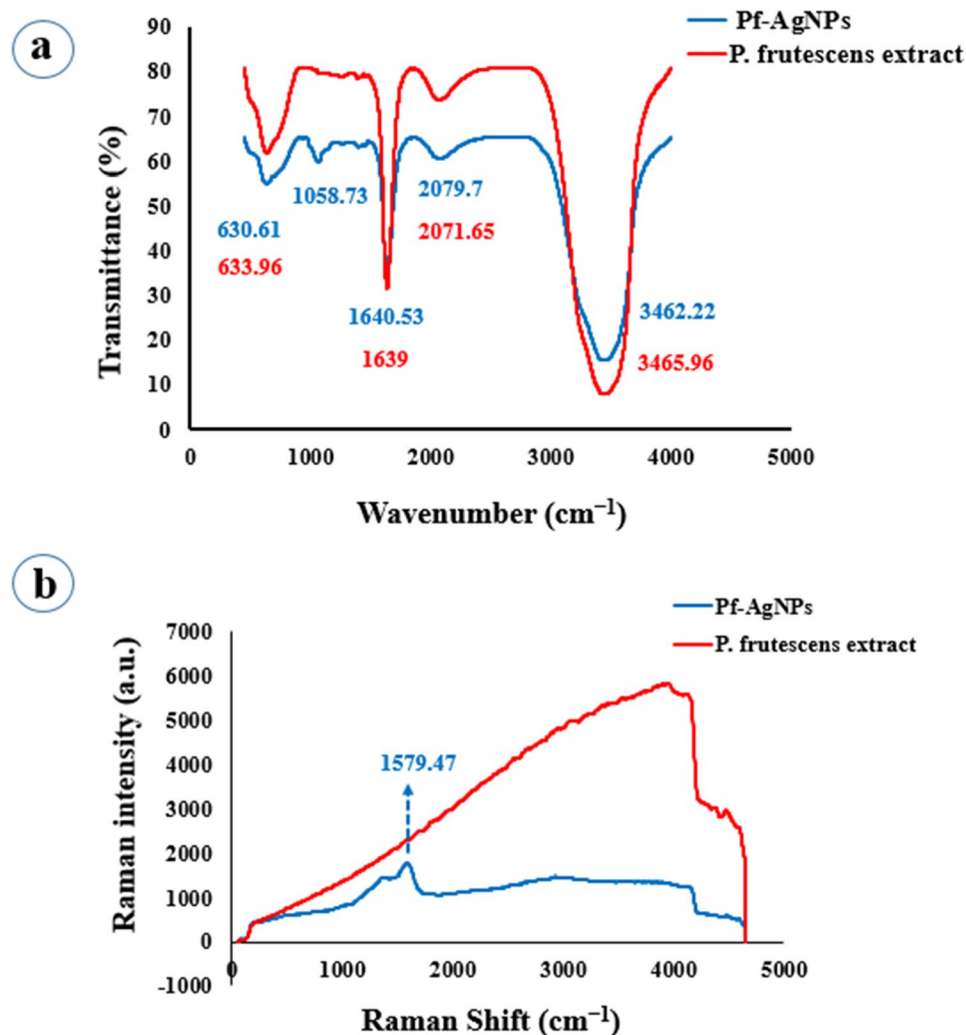 a
Pf-AgNPs
P. frutescens extract
Transmittance (%)
90
80
70
60
50
40
30
20
10
0
1058.73
2079.7
630.61
2071.65
633.96
1640.53
3462.22
1639
3465.96
0 1000 2000 3000 4000 5000
Wavenumber (cm⁻¹)
b
Pf-AgNPs
P. frutescens extract
Raman intensity (a.u.)
7000
6000
5000
4000
3000
2000
1000
0
-1000
1579.47
0 1000 2000 3000 4000 5000
Raman Shift (cm⁻¹)